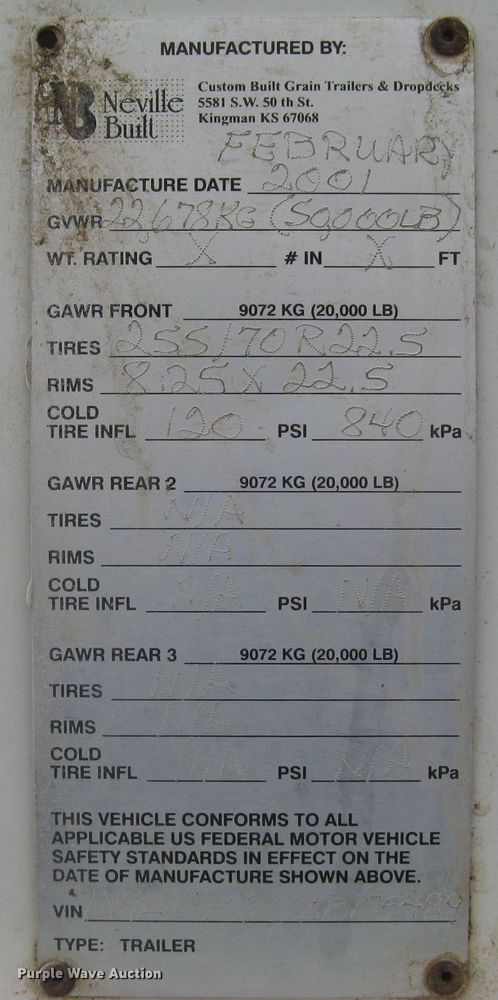 MANUFACTURED BY:
NB Neville Built
Custom Built Grain Trailers & Dropdecks
5581 S.W. 50 th St.
Kingman KS 67068
FEBRUARY
MANUFACTURE DATE 2001
GVWR 22,678KG (50,000LB)
WT. RATING X # IN X FT
GAWR FRONT 9072 KG (20,000 LB)
TIRES 255/70R22.5
RIMS 8.25 X 22.5
COLD
TIRE INFL 120 PSI 840 kPa
GAWR REAR 2 9072 KG (20,000 LB)
TIRES N/A
RIMS N/A
COLD
TIRE INFL N/A PSI N/A kPa
GAWR REAR 3 9072 KG (20,000 LB)
TIRES N/A
RIMS N/A
COLD
TIRE INFL N/A PSI N/A kPa
THIS VEHICLE CONFORMS TO ALL
APPLICABLE US FEDERAL MOTOR VEHICLE
SAFETY STANDARDS IN EFFECT ON THE
DATE OF MANUFACTURE SHOWN ABOVE.
VIN
TYPE: TRAILER
Purple Wave Auction